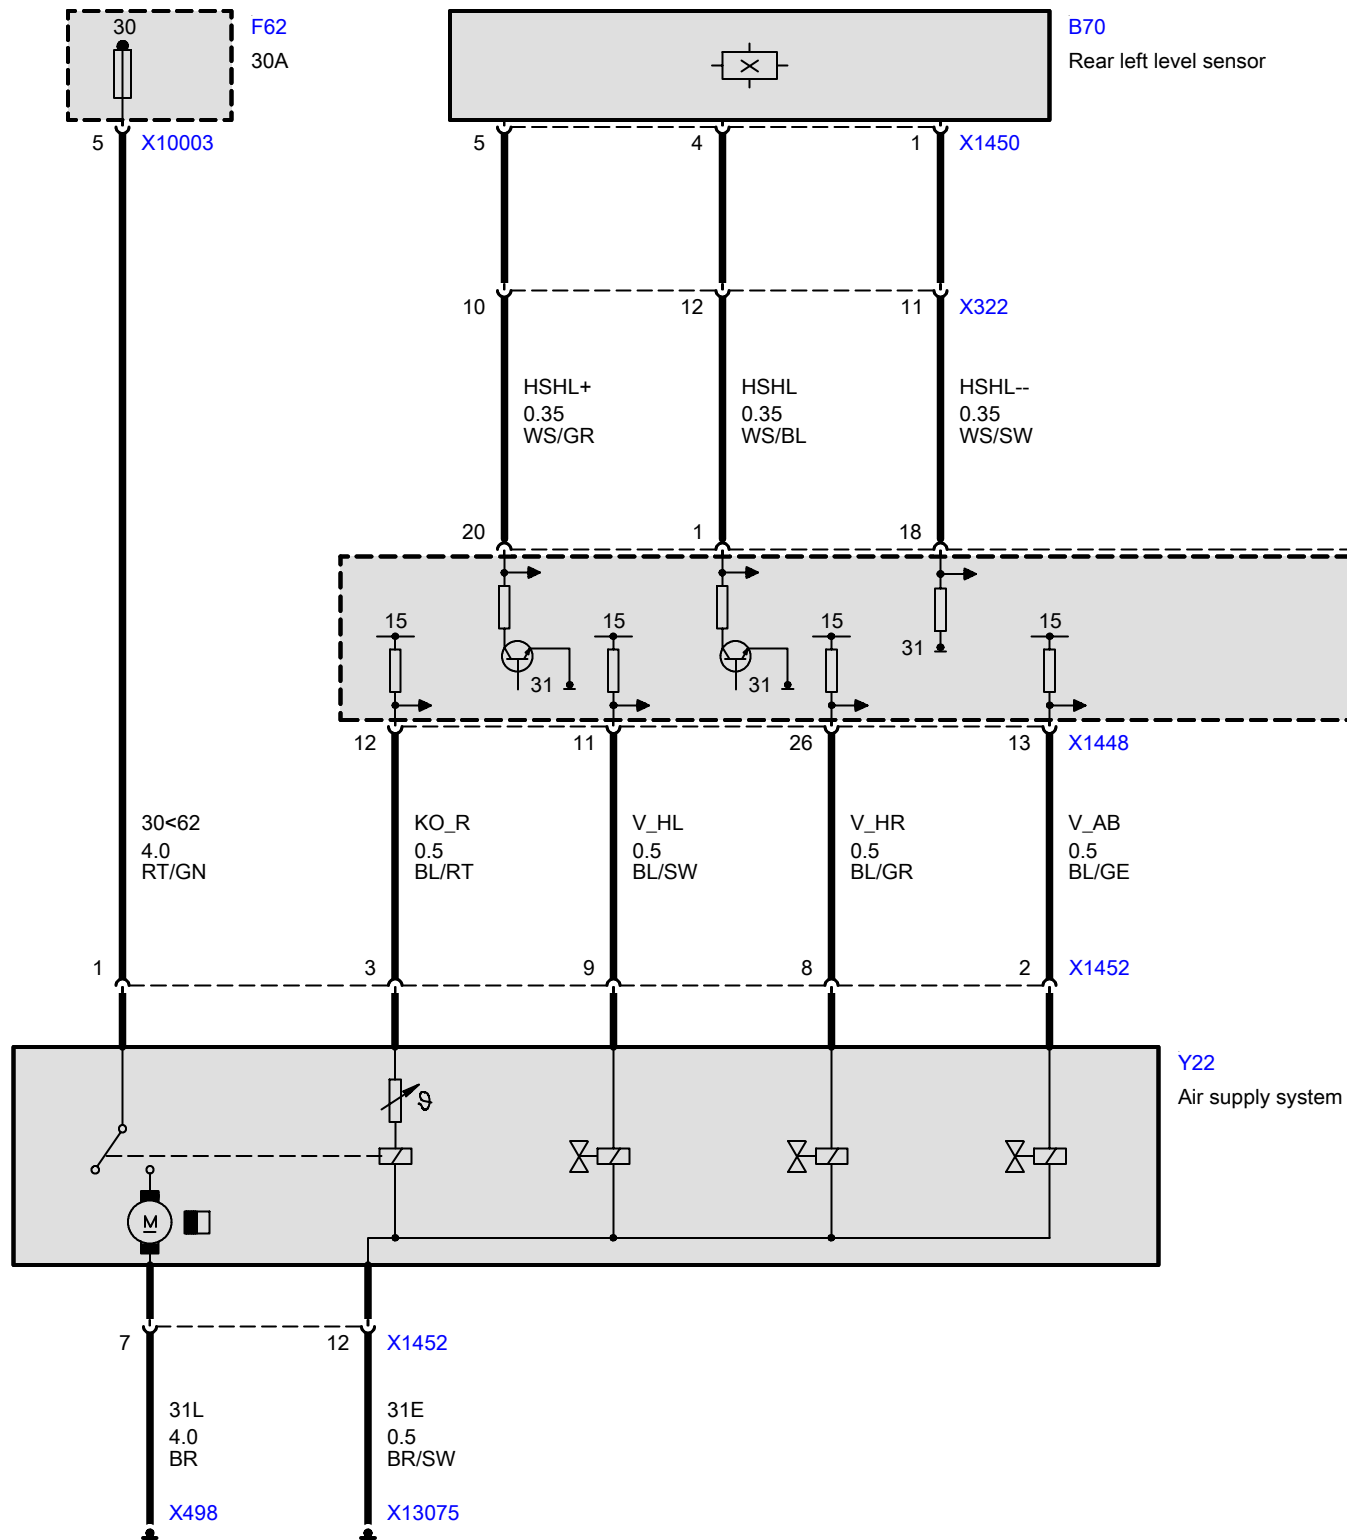 30
F62
30A
5
X10003
B70
Rear left level sensor
5
4
1
X1450
10
12
11
X322
HSHL+
0.35
WS/GR
HSHL
0.35
WS/BL
HSHL--
0.35
WS/SW
20
1
18
15
15
15
15
31
31
31
12
11
26
13
X1448
30<62
4.0
RT/GN
KO_R
0.5
BL/RT
V_HL
0.5
BL/SW
V_HR
0.5
BL/GR
V_AB
0.5
BL/GE
1
3
9
8
2
X1452
Y22
Air supply system
ϑ
M
7
12
X1452
31L
4.0
BR
31E
0.5
BR/SW
X498
X13075